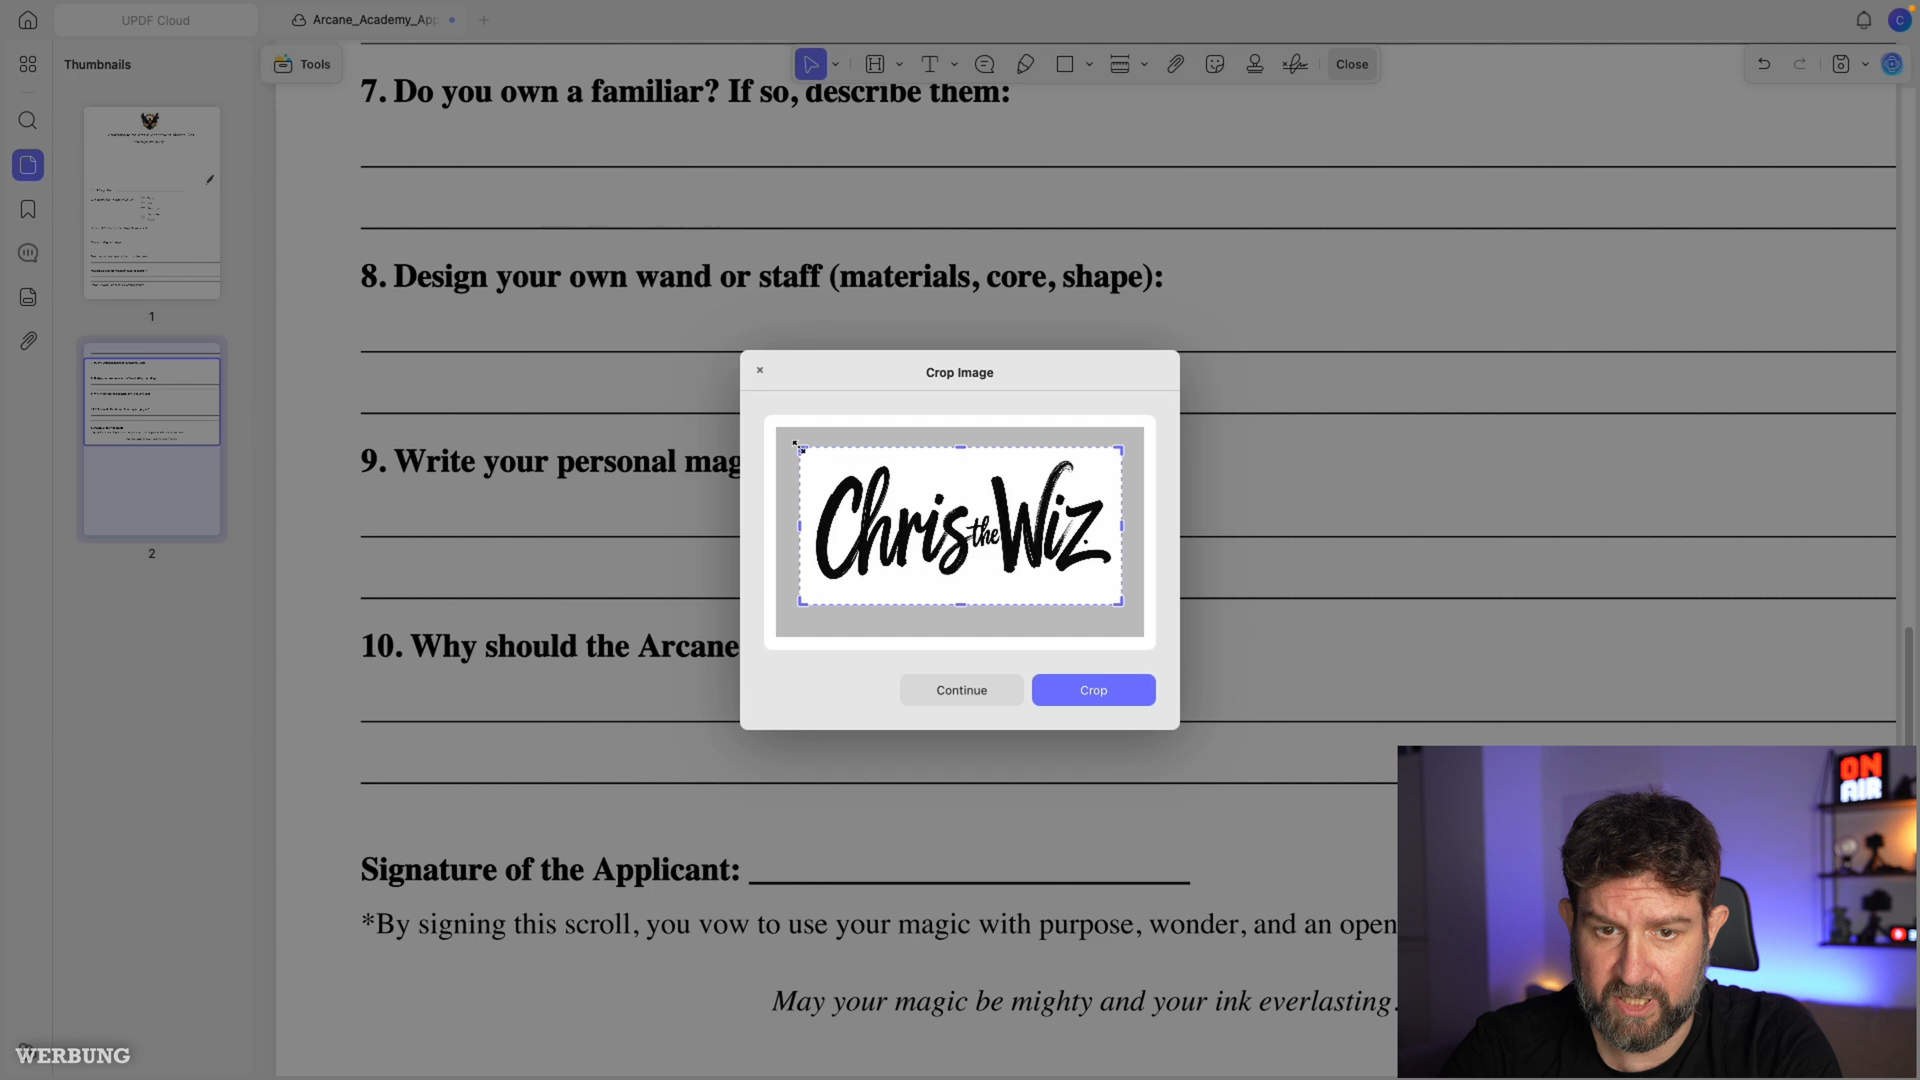 UPDF Cloud
Arcane_Academy_App
C
Thumbnails
Tools
Close
7. Do you own a familiar? If so, describe them:
1
8. Design your own wand or staff (materials, core, shape):
Crop Image
9. Write your personal mag
Chris the Wiz
2
10. Why should the Arcane
Continue
Crop
ON
AIR
Signature of the Applicant:
*By signing this scroll, you vow to use your magic with purpose, wonder, and an open
May your magic be mighty and your ink everlasting.
WERBUNG